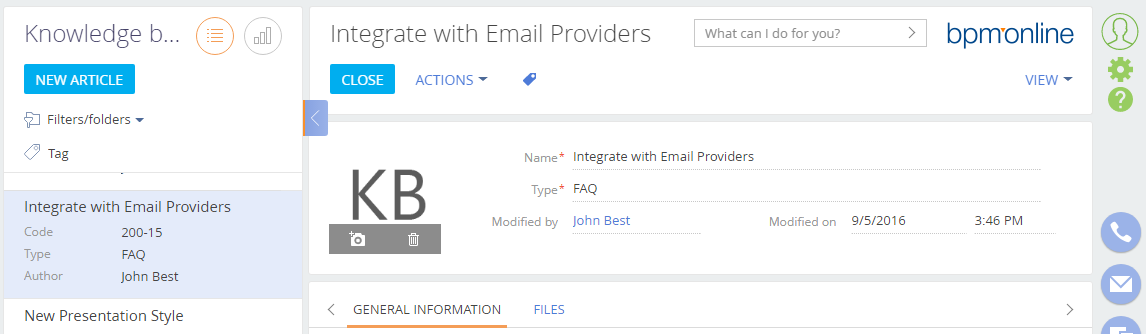 Knowledge b...
NEW ARTICLE
Filters/folders
Tag
Integrate with Email Providers
Code 200-15
Type FAQ
Author John Best
New Presentation Style
Integrate with Email Providers
What can I do for you?
bpm'online
CLOSE ACTIONS VIEW
KB
Name* Integrate with Email Providers
Type* FAQ
Modified by John Best Modified on 9/5/2016 3:46 PM
GENERAL INFORMATION FILES
?